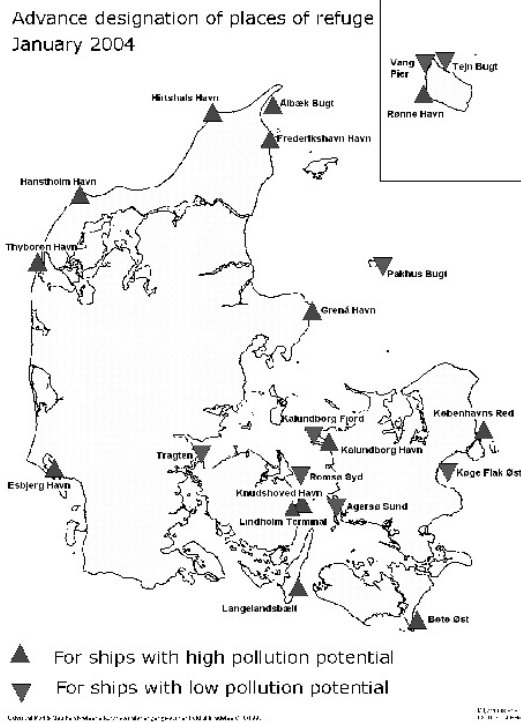 Advance designation of places of refuge
January 2004
Vang
Pier
Tejn Bugt
Rønne Havn
Hirtshals Havn
Ålbæk Bugt
Frederikshavn Havn
Hanstholm Havn
Thyborøn Havn
Pakhus Bugt
Grenå Havn
Københavns Red
Kalundborg Fjord
Kalundborg Havn
Tragten
Romsø Syd
Køge Flak Øst
Esbjerg Havn
Knudshoved Havn
Agersø Sund
Lindholm Terminal
Langelandsbælt
Bøtø Øst
For ships with high pollution potential
For ships with low pollution potential